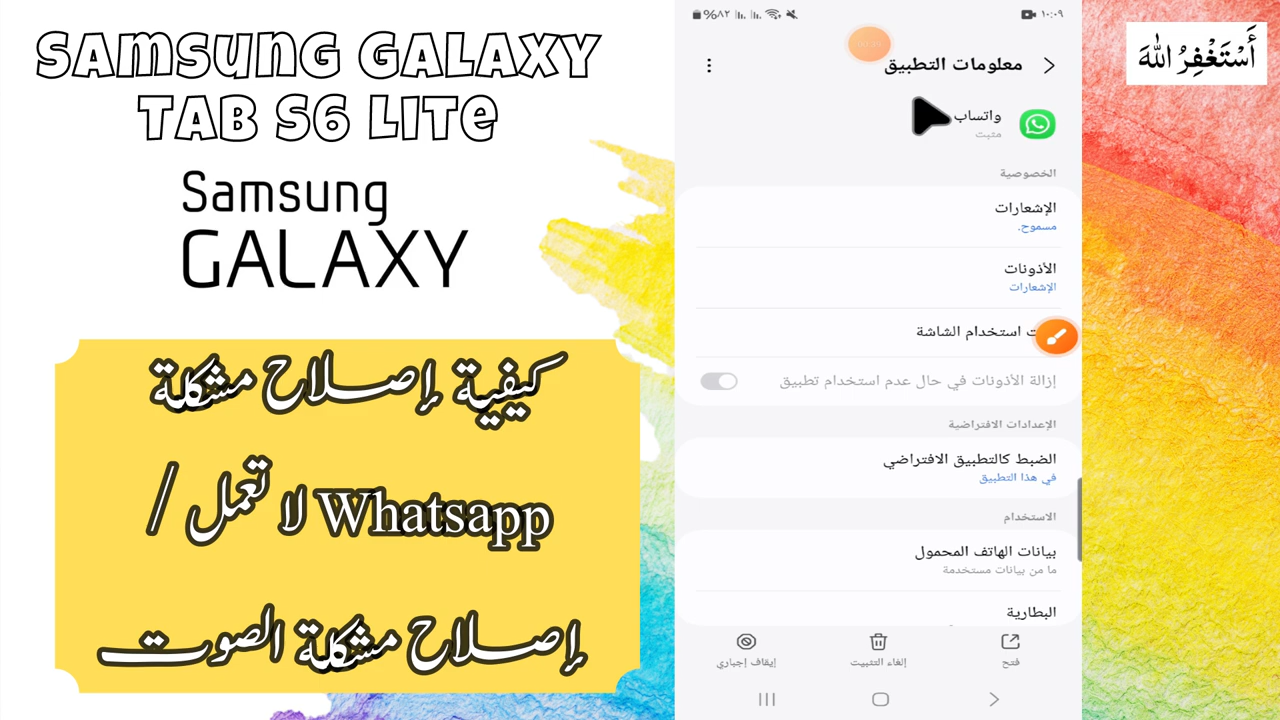 SAMSUNG GALAXY
TAB S6 LITE
Samsung
GALAXY
كيفية إصلاح مشكلة
Whatsapp لا تعمل /
إصلاح مشكلة الصوت
١٠:٠٩
٨٢%
معلومات التطبيق
واتساب
مثبت
الخصوصية
الإشعارات
مسموح.
الأذونات
الإشعارات
استخدام الشاشة
إزالة الأذونات في حال عدم استخدام تطبيق
الإعدادات الافتراضية
الضبط كالتطبيق الافتراضي
في هذا التطبيق
الاستخدام
بيانات الهاتف المحمول
ما من بيانات مستخدمة
البطارية
فتح
إلغاء التثبيت
إيقاف إجباري
أَسْتَغْفِرُ اللهَ